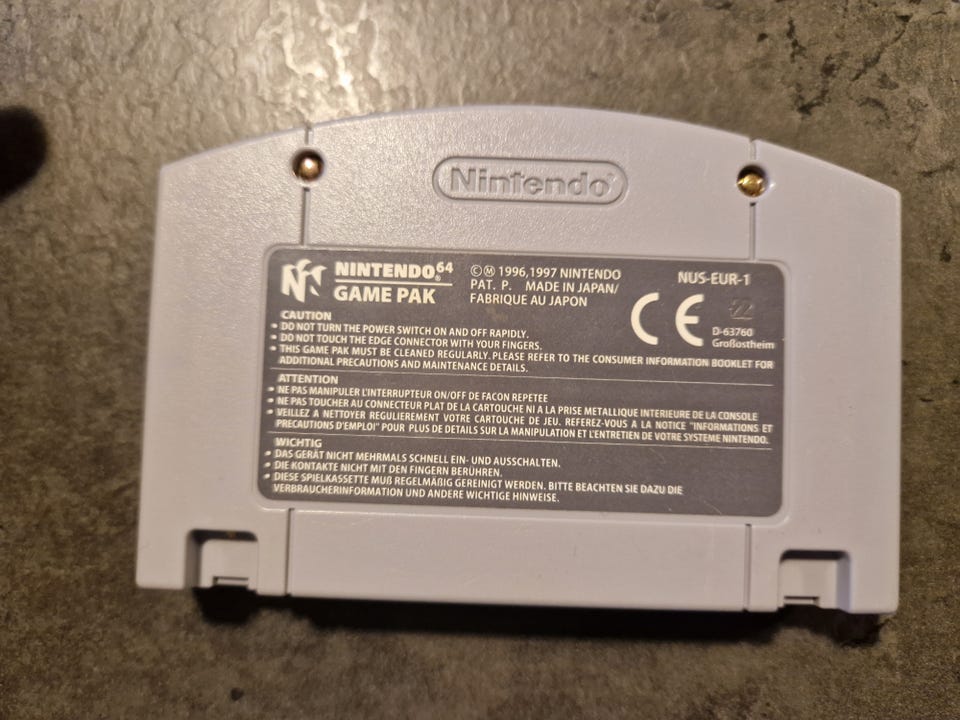 Nintendo®
NINTENDO64®
GAME PAK
©Ⓜ 1996,1997 NINTENDO
PAT. P. MADE IN JAPAN/
FABRIQUE AU JAPON
NUS-EUR-1
CE
22
D-63760
Großostheim
CAUTION
• DO NOT TURN THE POWER SWITCH ON AND OFF RAPIDLY.
• DO NOT TOUCH THE EDGE CONNECTOR WITH YOUR FINGERS.
• THIS GAME PAK MUST BE CLEANED REGULARLY. PLEASE REFER TO THE CONSUMER INFORMATION BOOKLET FOR
ADDITIONAL PRECAUTIONS AND MAINTENANCE DETAILS.
ATTENTION
• NE PAS MANIPULER L'INTERRUPTEUR ON/OFF DE FACON REPETEE
• NE PAS TOUCHER AU CONNECTEUR PLAT DE LA CARTOUCHE NI A LA PRISE METALLIQUE INTERIEURE DE LA CONSOLE
• VEILLEZ A NETTOYER REGULIEREMENT VOTRE CARTOUCHE DE JEU. REFEREZ-VOUS A LA NOTICE "INFORMATIONS ET
PRECAUTIONS D'EMPLOI" POUR PLUS DE DETAILS SUR LA MANIPULATION ET L'ENTRETIEN DE VOTRE SYSTEME NINTENDO.
WICHTIG
• DAS GERÄT NICHT MEHRMALS SCHNELL EIN- UND AUSSCHALTEN.
• DIE KONTAKTE NICHT MIT DEN FINGERN BERÜHREN.
• DIESE SPIELKASSETTE MUß REGELMÄßIG GEREINIGT WERDEN. BITTE BEACHTEN SIE DAZU DIE
VERBRAUCHERINFORMATION UND ANDERE WICHTIGE HINWEISE.